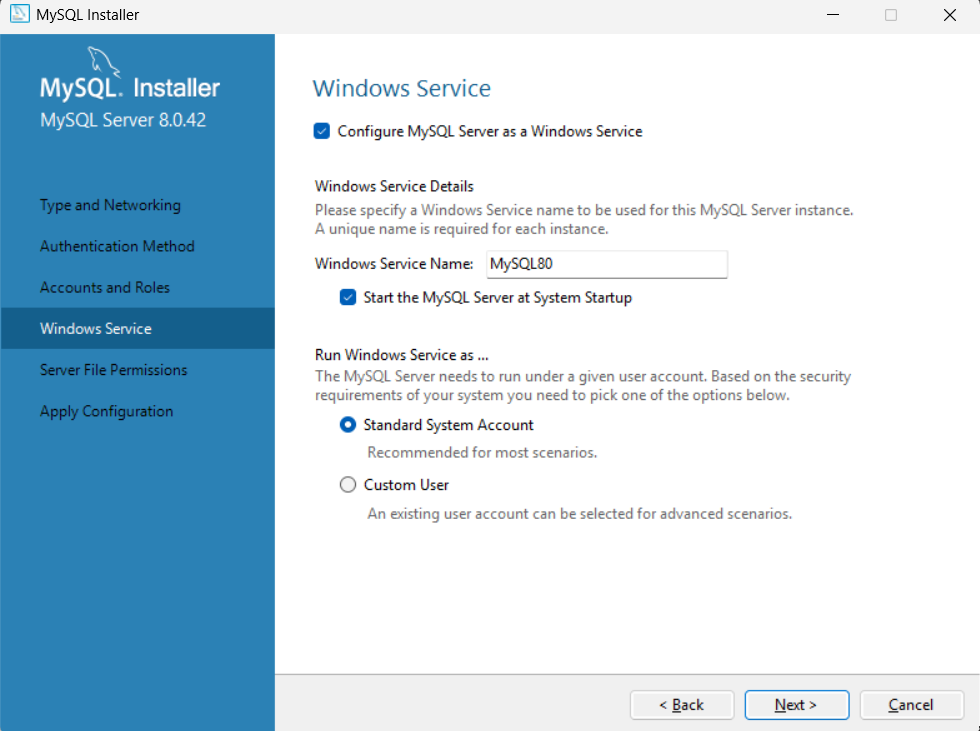 MySQL Installer
MySQL. Installer
MySQL Server 8.0.42
Type and Networking
Authentication Method
Accounts and Roles
Windows Service
Server File Permissions
Apply Configuration
Windows Service
Configure MySQL Server as a Windows Service
Windows Service Details
Please specify a Windows Service name to be used for this MySQL Server instance.
A unique name is required for each instance.
Windows Service Name: MySQL80
Start the MySQL Server at System Startup
Run Windows Service as ...
The MySQL Server needs to run under a given user account. Based on the security
requirements of your system you need to pick one of the options below.
Standard System Account
Recommended for most scenarios.
Custom User
An existing user account can be selected for advanced scenarios.
< Back Next > Cancel